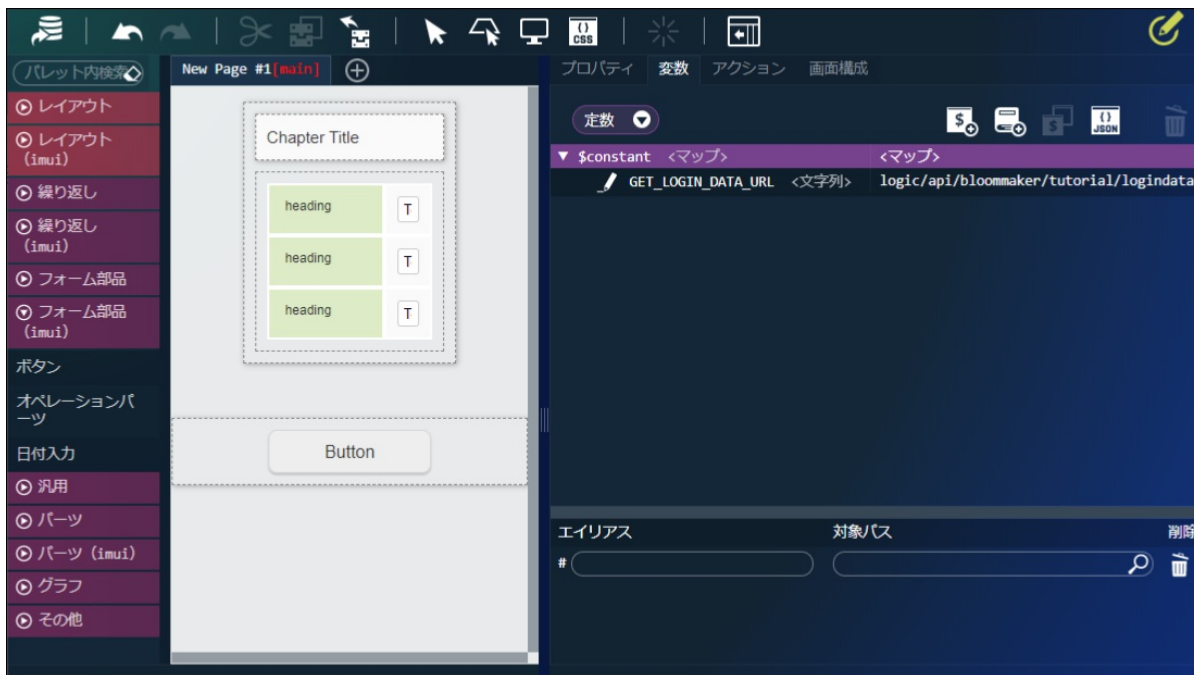 {}
CSS
パレット内検索
レイアウト
レイアウト
(imui)
繰り返し
繰り返し
(imui)
フォーム部品
フォーム部品
(imui)
ボタン
オペレーションパ
ーツ
日付入力
汎用
パーツ
パーツ (imui)
グラフ
その他
New Page #1[main]
Chapter Title
heading T
heading T
heading T
Button
プロパティ 変数 アクション 画面構成
定数
$ $ {}
JSON
$constant <マップ> <マップ>
GET_LOGIN_DATA_URL <文字列> logic/api/bloommaker/tutorial/logindata
エイリアス 対象パス 削除
#